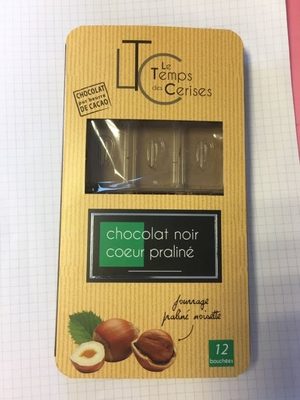 LTC
Le
Temps
des
Cerises
CHOCOLAT
pur beurre
DE CACAO
chocolat noir
coeur praliné
fourrage
praliné noisette
12
bouchées